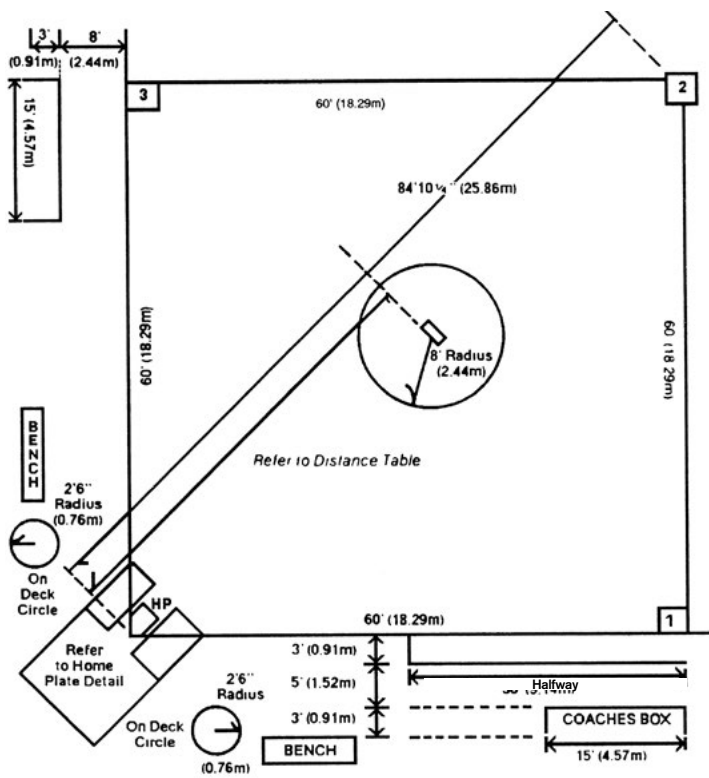 3' 8'
(0.91m) (2.44m)
15' (4.57m)
3
2
60' (18.29m)
84'10¼" (25.86m)
60' (18.29m)
60' (18.29m)
8' Radius
(2.44m)
BENCH
Refer to Distance Table
2'6"
Radius
(0.76m)
On
Deck
Circle
HP
Refer
to Home
Plate Detail
60' (18.29m)
1
3' (0.91m)
5' (1.52m)
3' (0.91m)
Halfway
2'6"
Radius
On Deck
Circle
(0.76m)
BENCH
COACHES BOX
15' (4.57m)